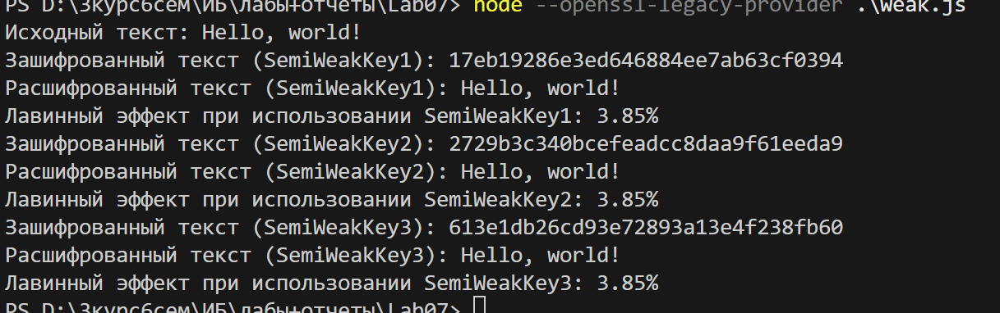 PS D:\3курс6сем\ИБ\лабы+отчеты\Lab07> node --openssl-legacy-provider .\weak.js
Исходный текст: Hello, world!
Зашифрованный текст (SemiWeakKey1): 17eb19286e3ed646884ee7ab63cf0394
Расшифрованный текст (SemiWeakKey1): Hello, world!
Лавинный эффект при использовании SemiWeakKey1: 3.85%
Зашифрованный текст (SemiWeakKey2): 2729b3c340bcefeadcc8daa9f61eeda9
Расшифрованный текст (SemiWeakKey2): Hello, world!
Лавинный эффект при использовании SemiWeakKey2: 3.85%
Зашифрованный текст (SemiWeakKey3): 613e1db26cd93e72893a13e4f238fb60
Расшифрованный текст (SemiWeakKey3): Hello, world!
Лавинный эффект при использовании SemiWeakKey3: 3.85%
PS D:\3курс6сем\ИБ\лабы+отчеты\Lab07>